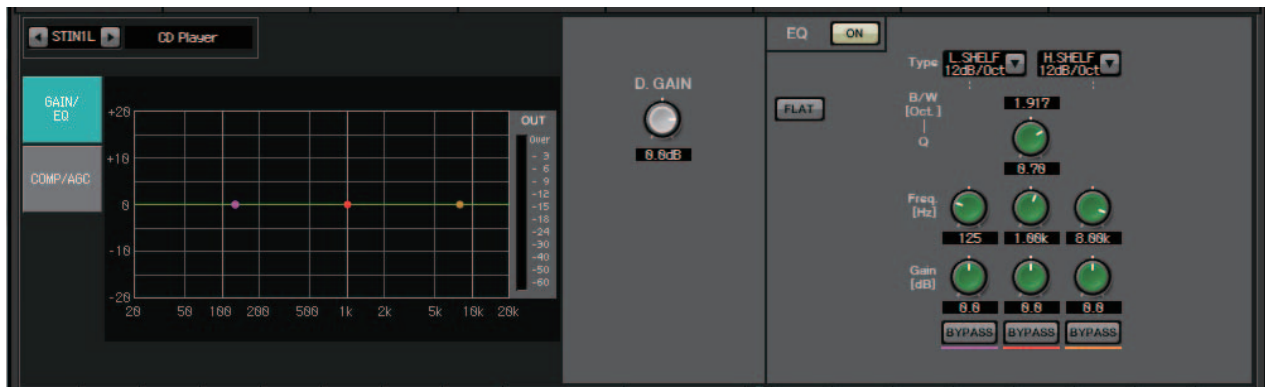 STIN1L CD Player
GAIN/
EQ
COMP/AGC
+20
+10
0
-10
-20
20 50 100 200 500 1k 2k 5k 10k 20k
OUT
Over
- 3
- 6
- 9
-12
-15
-18
-24
-30
-40
-50
-60
D. GAIN
0.0dB
EQ ON
FLAT
Type L.SHELF 12dB/Oct H.SHELF 12dB/Oct
B/W
[Oct.]
Q
1.917
0.70
Freq.
[Hz]
125 1.00k 8.00k
Gain
[dB]
0.0 0.0 0.0
BYPASS BYPASS BYPASS